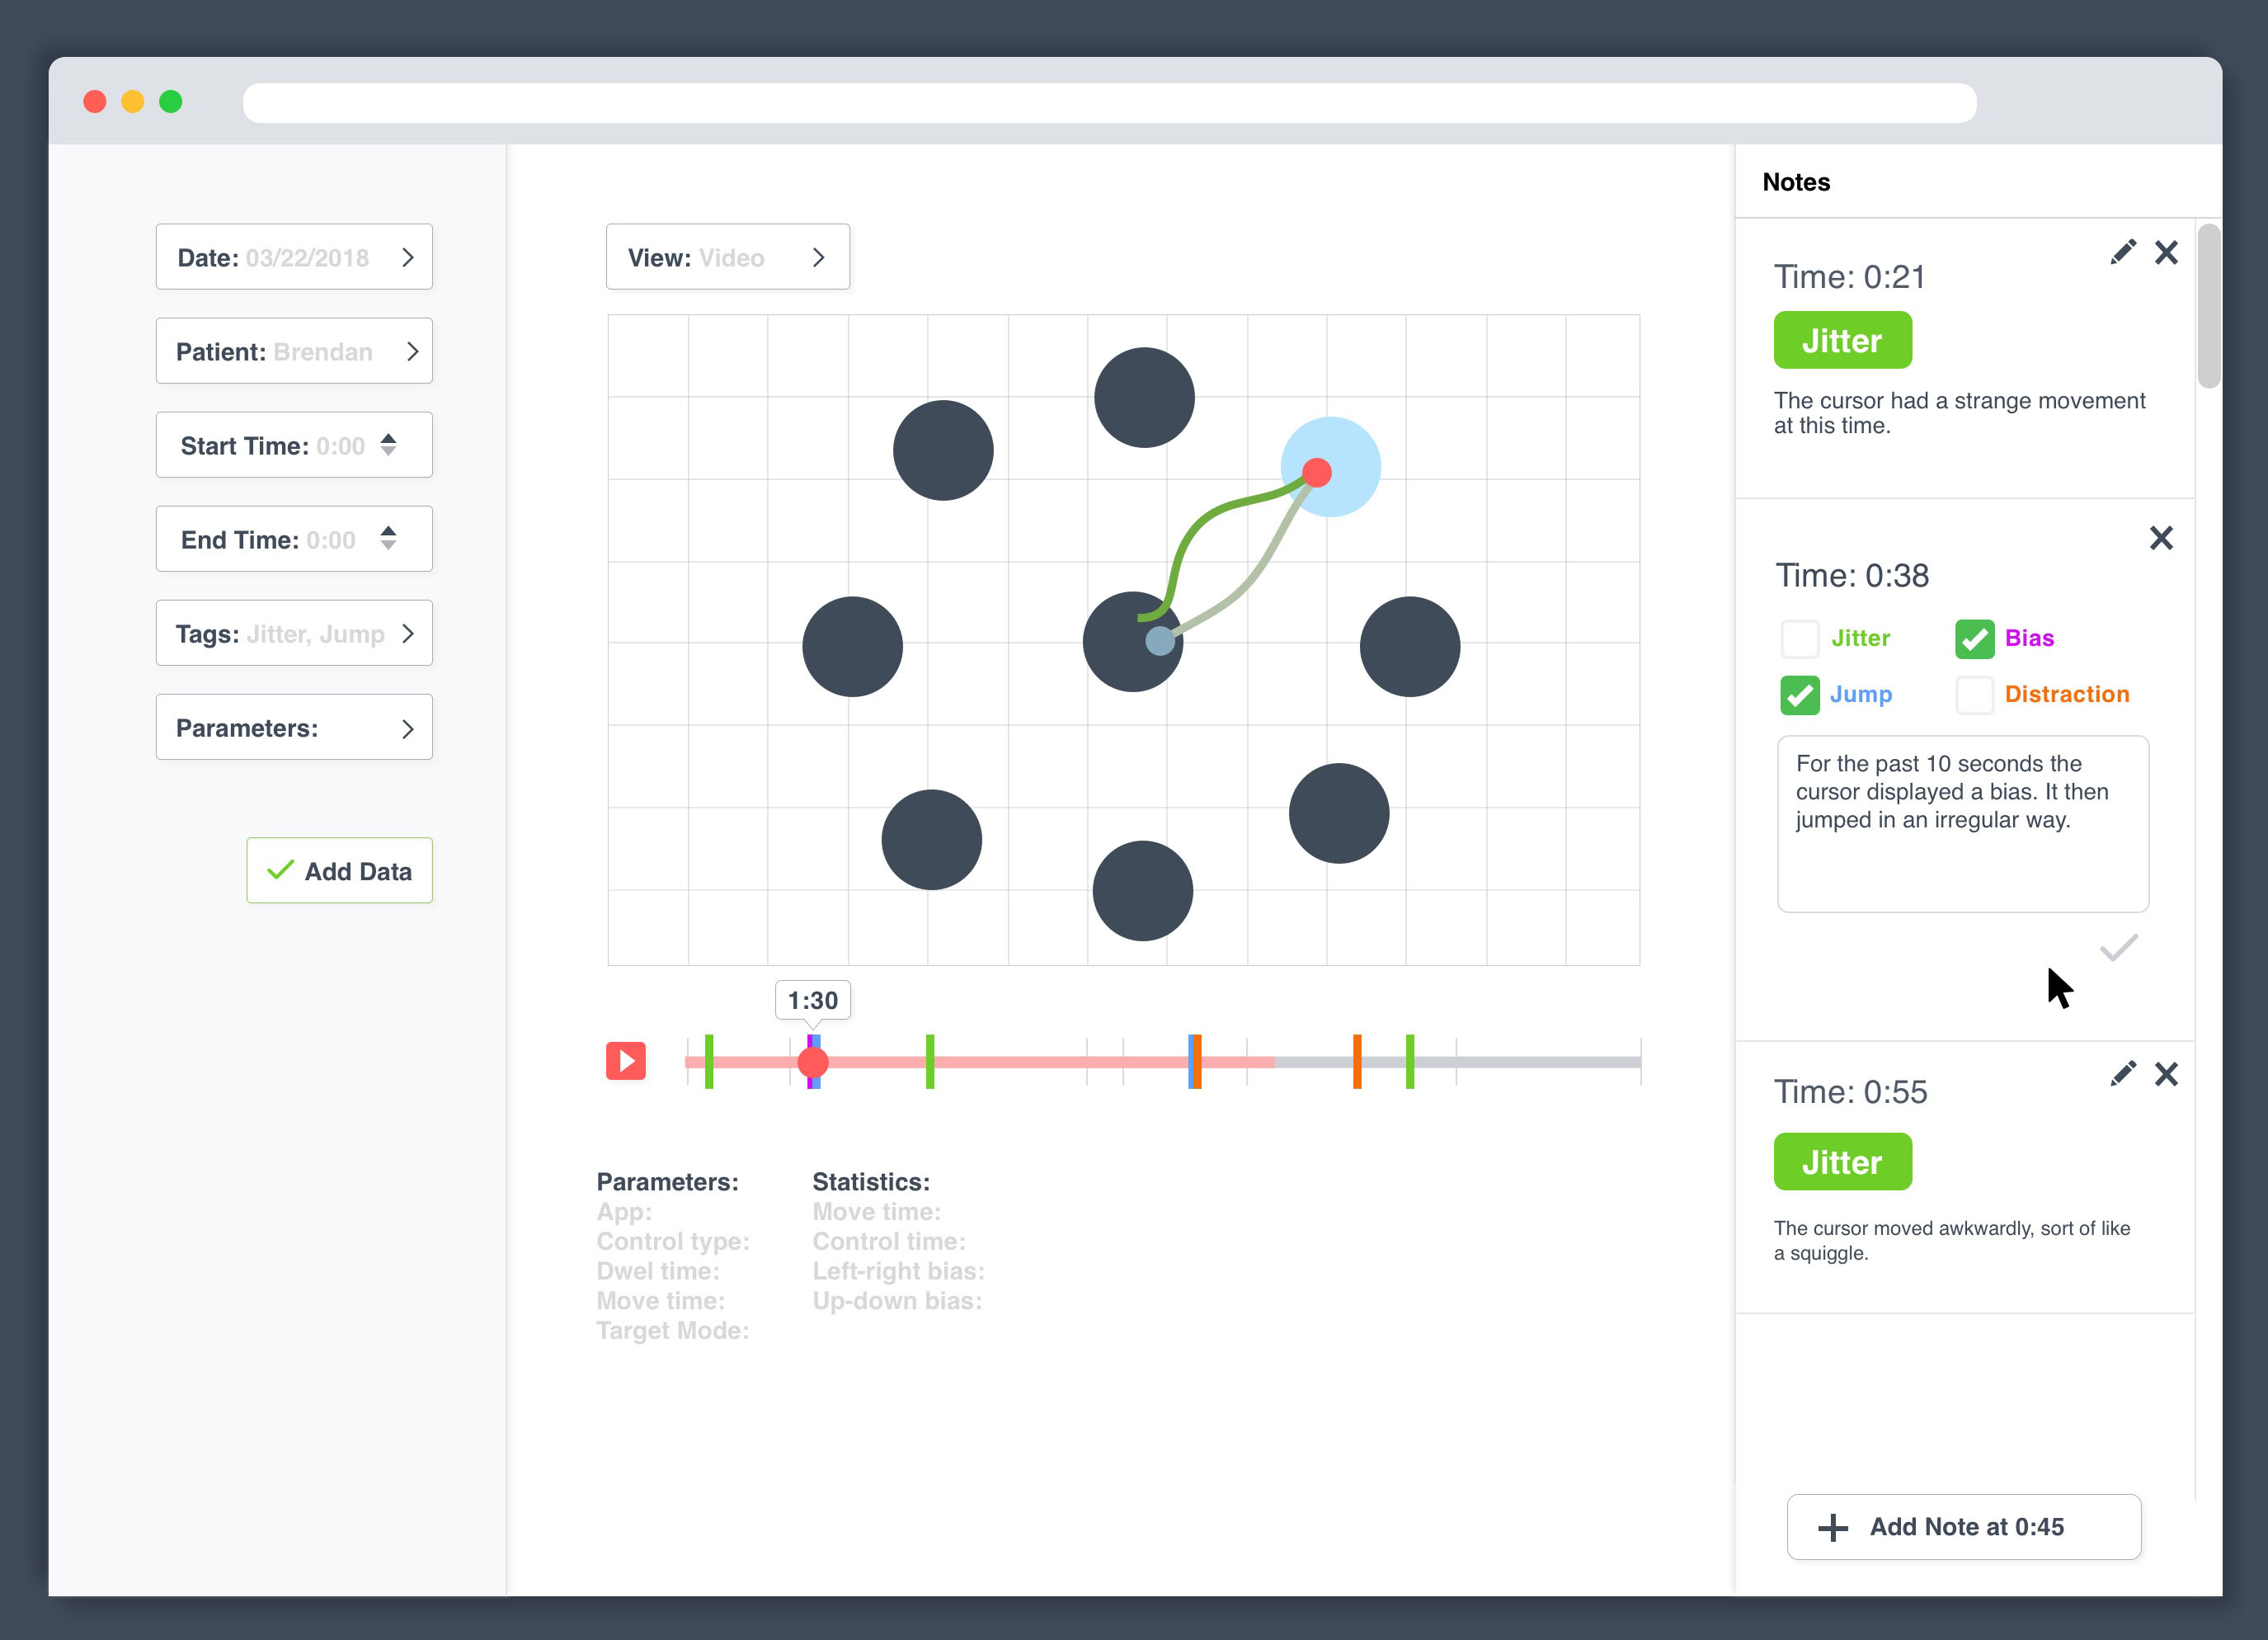 Date: 03/22/2018
Patient: Brendan
Start Time: 0:00
End Time: 0:00
Tags: Jitter, Jump
Parameters:
Add Data
View: Video
1:30
Parameters:
App:
Control type:
Dwel time:
Move time:
Target Mode:
Statistics:
Move time:
Control time:
Left-right bias:
Up-down bias:
Notes
Time: 0:21
Jitter
The cursor had a strange movement
at this time.
Time: 0:38
Jitter
Bias
Jump
Distraction
For the past 10 seconds the
cursor displayed a bias. It then
jumped in an irregular way.
Time: 0:55
Jitter
The cursor moved awkwardly, sort of like
a squiggle.
Add Note at 0:45